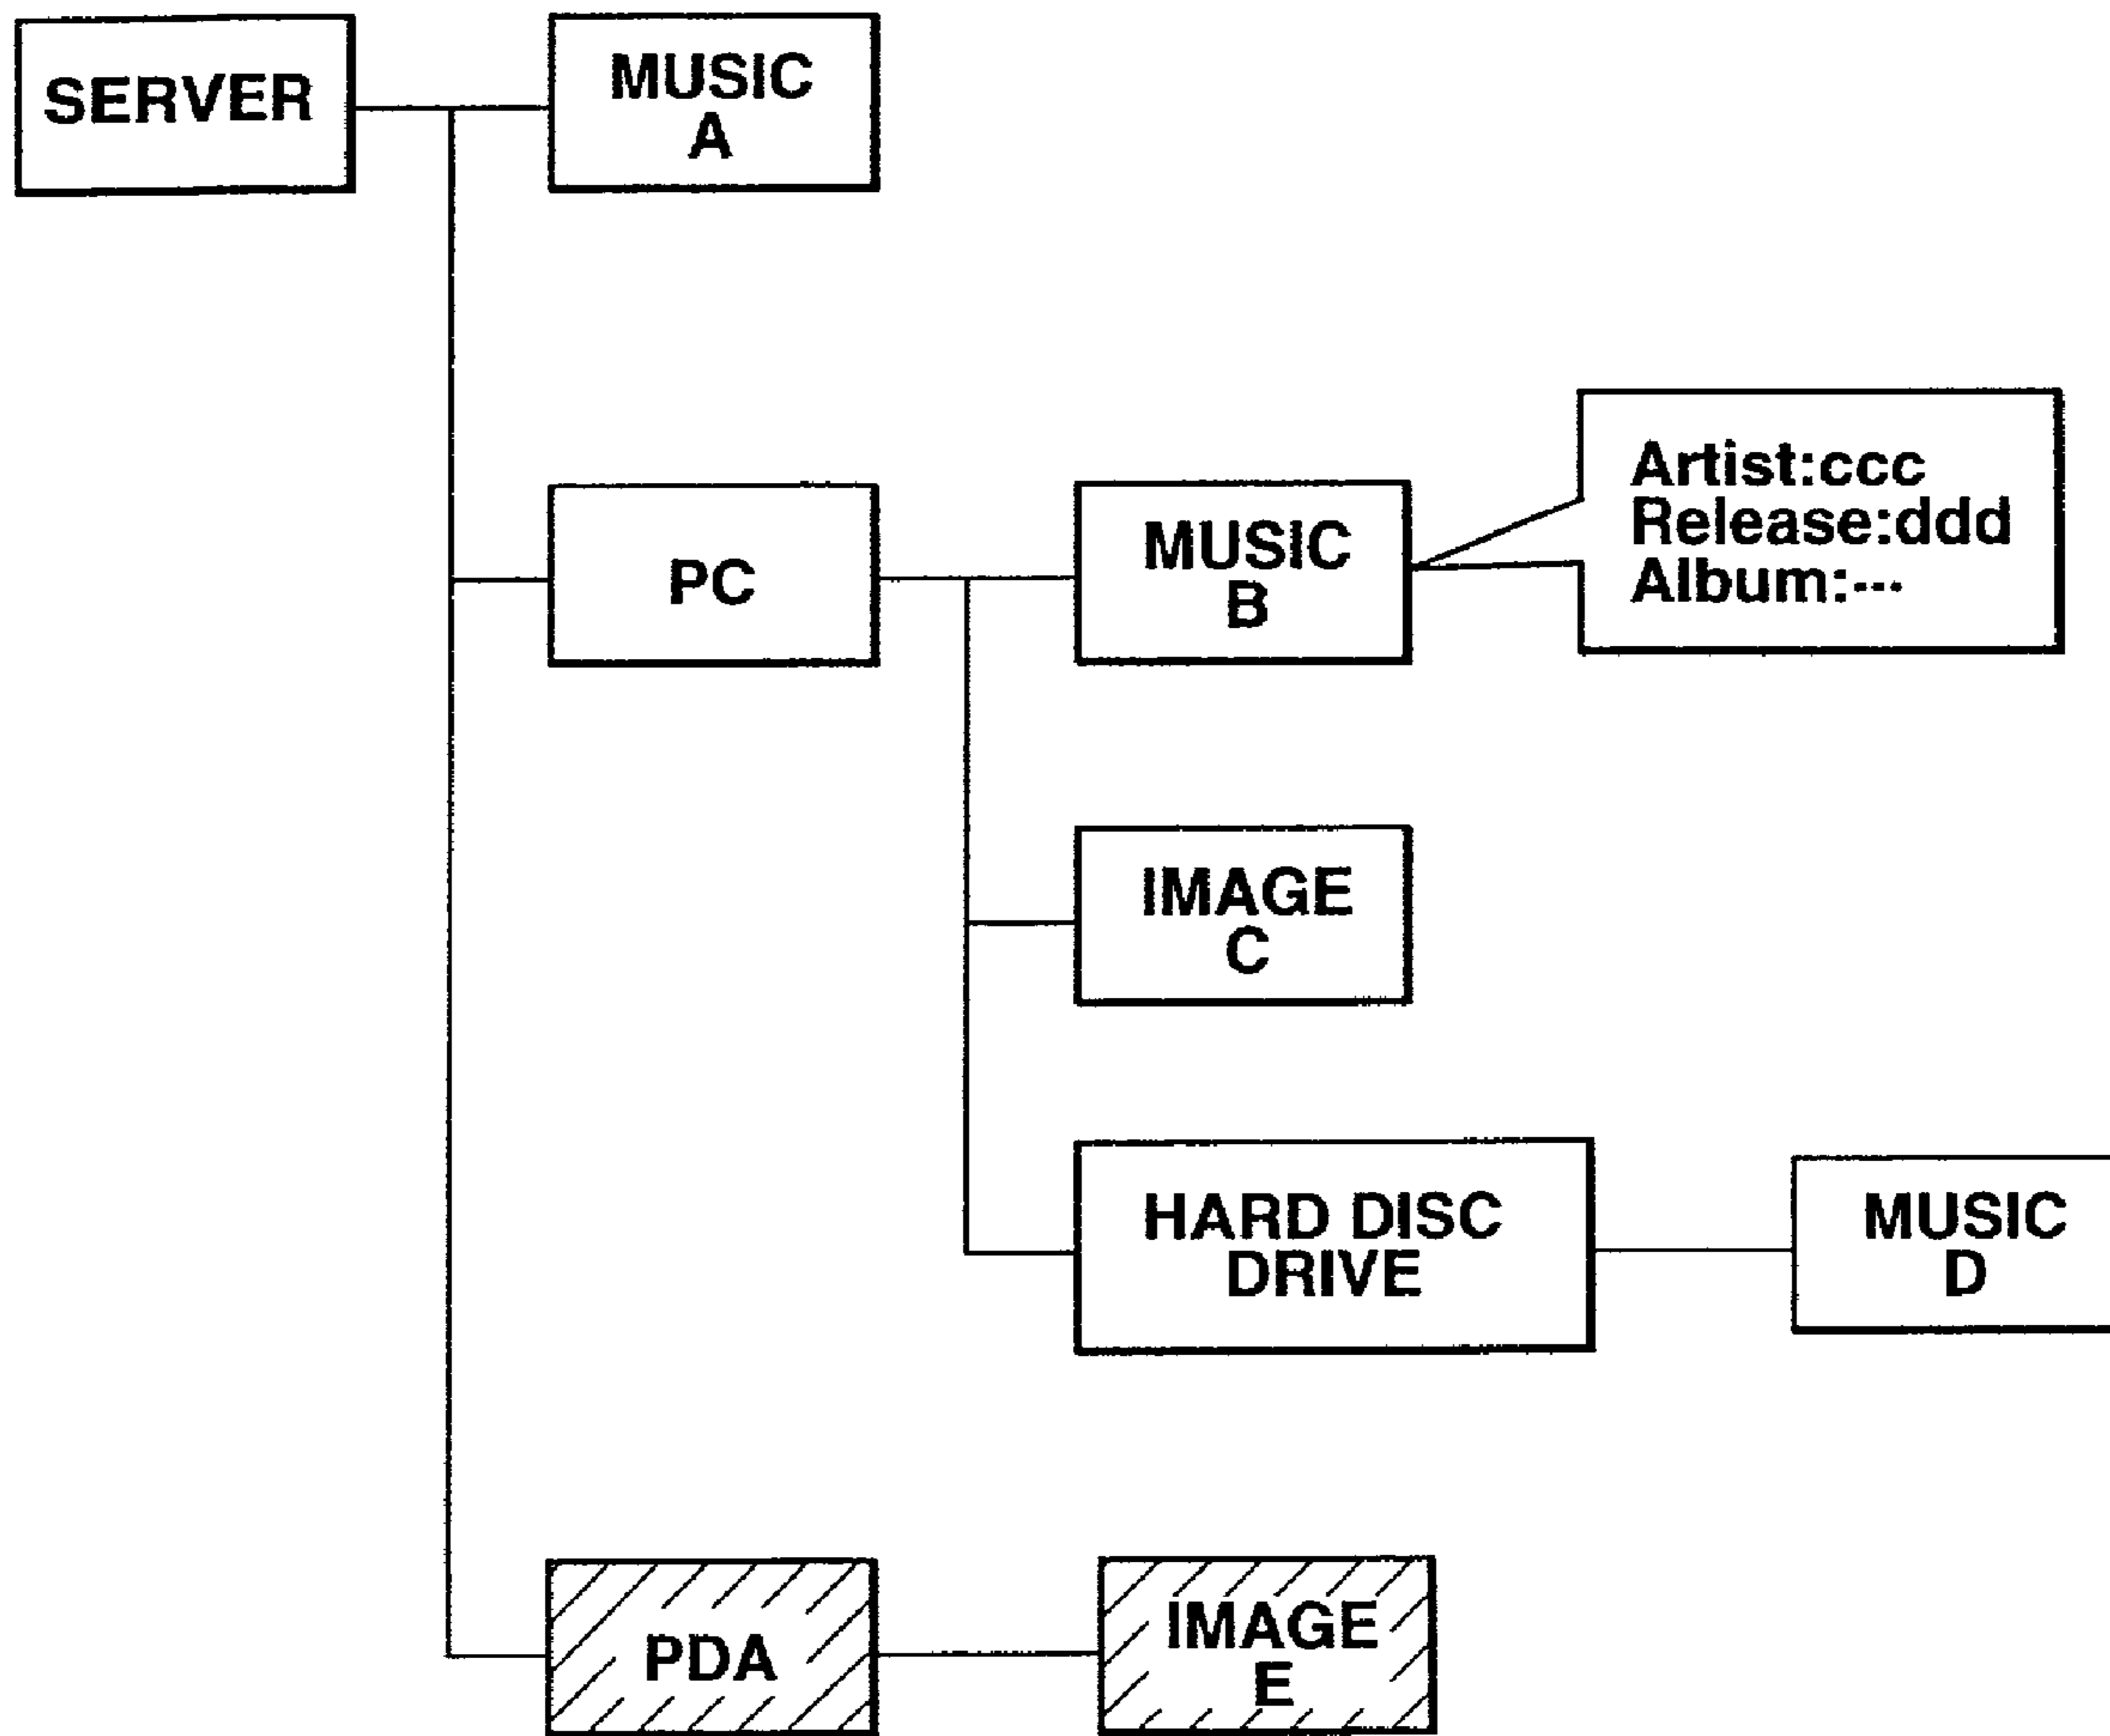 SERVER
MUSIC
A
PC
MUSIC
B
Artist:ccc
Release:ddd
Album:---
IMAGE
C
HARD DISC
DRIVE
MUSIC
D
PDA
IMAGE
E